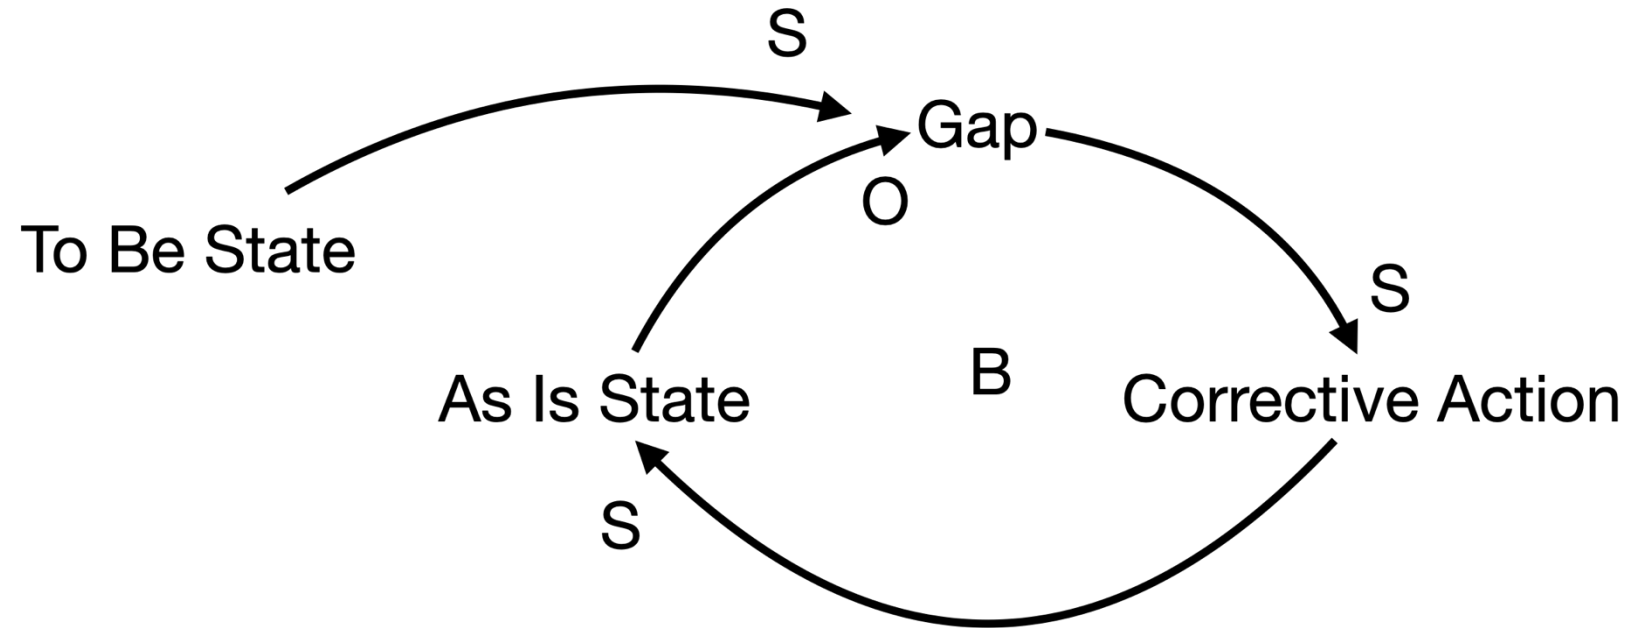 S
Gap
O
To Be State
S
B
As Is State
Corrective Action
S